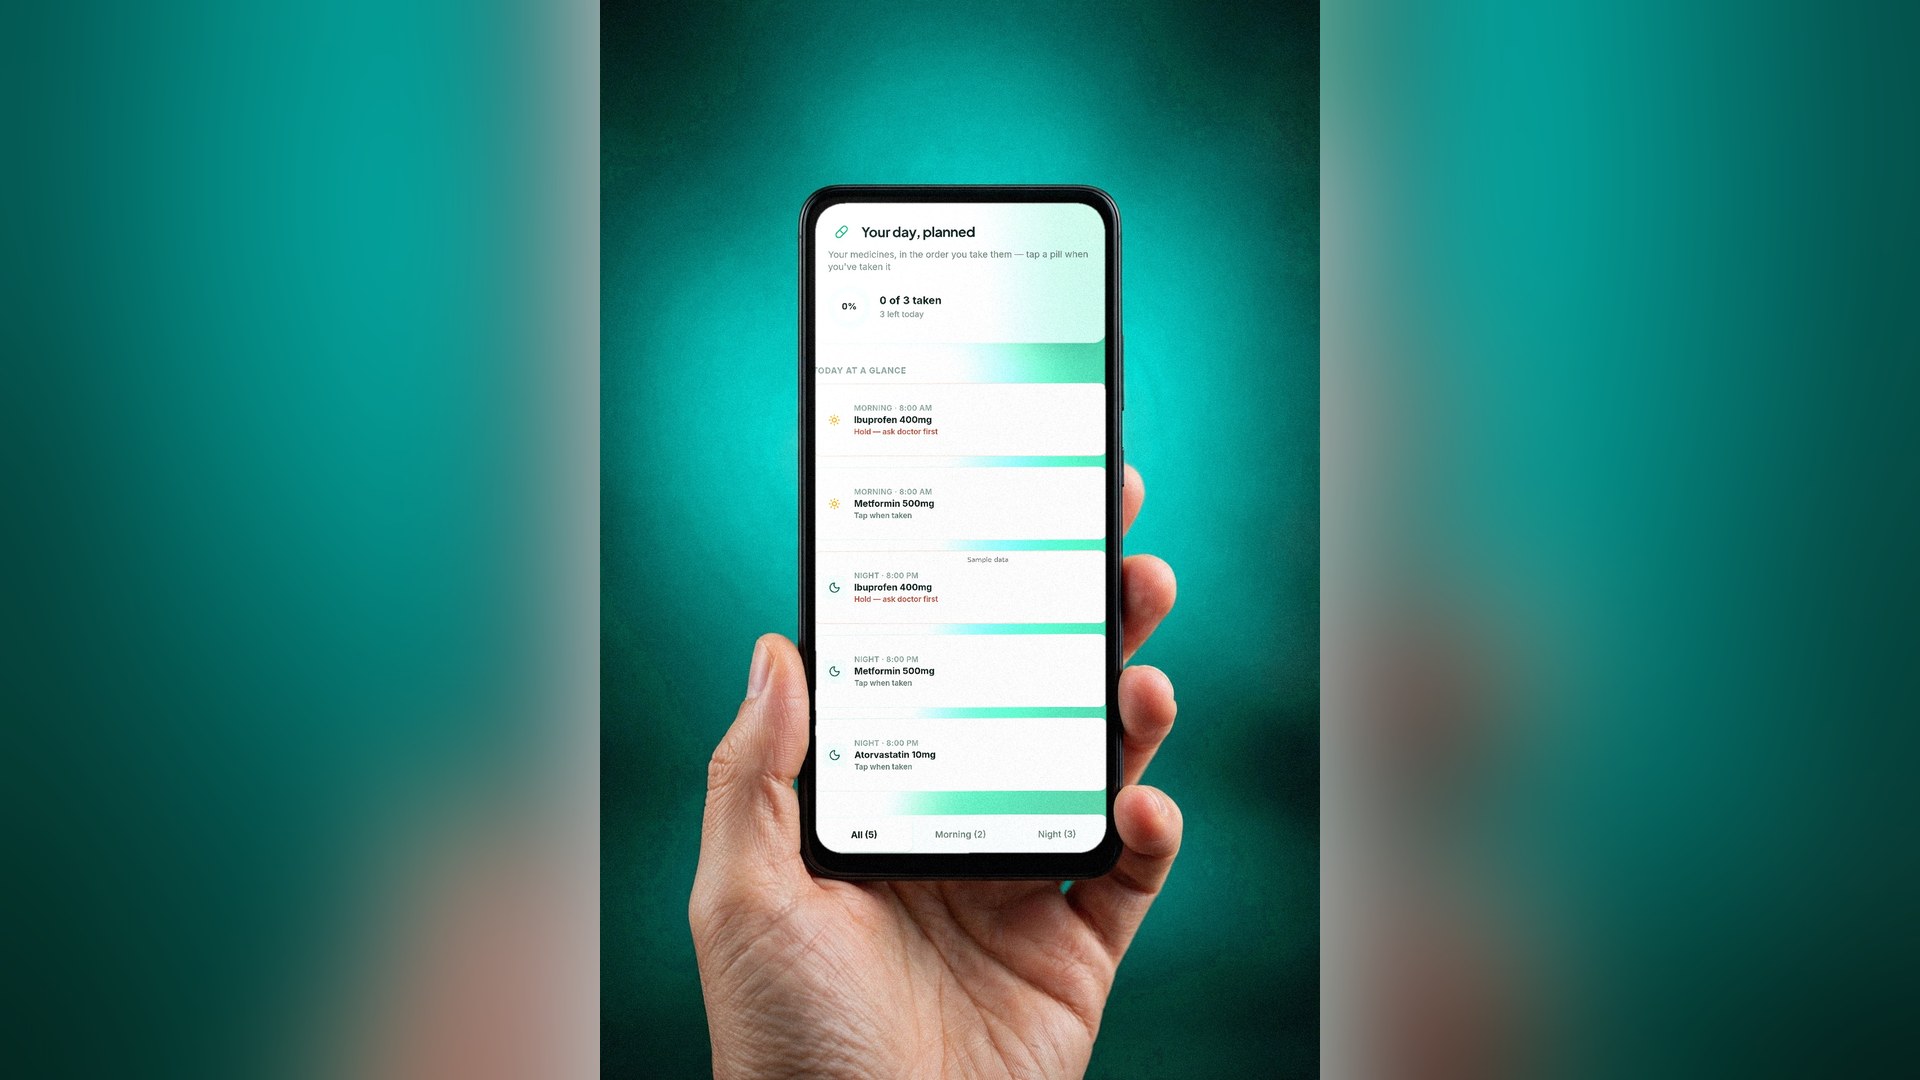 Your day, planned
Your medicines, in the order you take them — tap a pill when
you've taken it
0%
0 of 3 taken
3 left today
TODAY AT A GLANCE
MORNING · 8:00 AM
Ibuprofen 400mg
Hold — ask doctor first
MORNING · 8:00 AM
Metformin 500mg
Tap when taken
Sample data
NIGHT · 8:00 PM
Ibuprofen 400mg
Hold — ask doctor first
NIGHT · 8:00 PM
Metformin 500mg
Tap when taken
NIGHT · 8:00 PM
Atorvastatin 10mg
Tap when taken
All (5)
Morning (2)
Night (3)